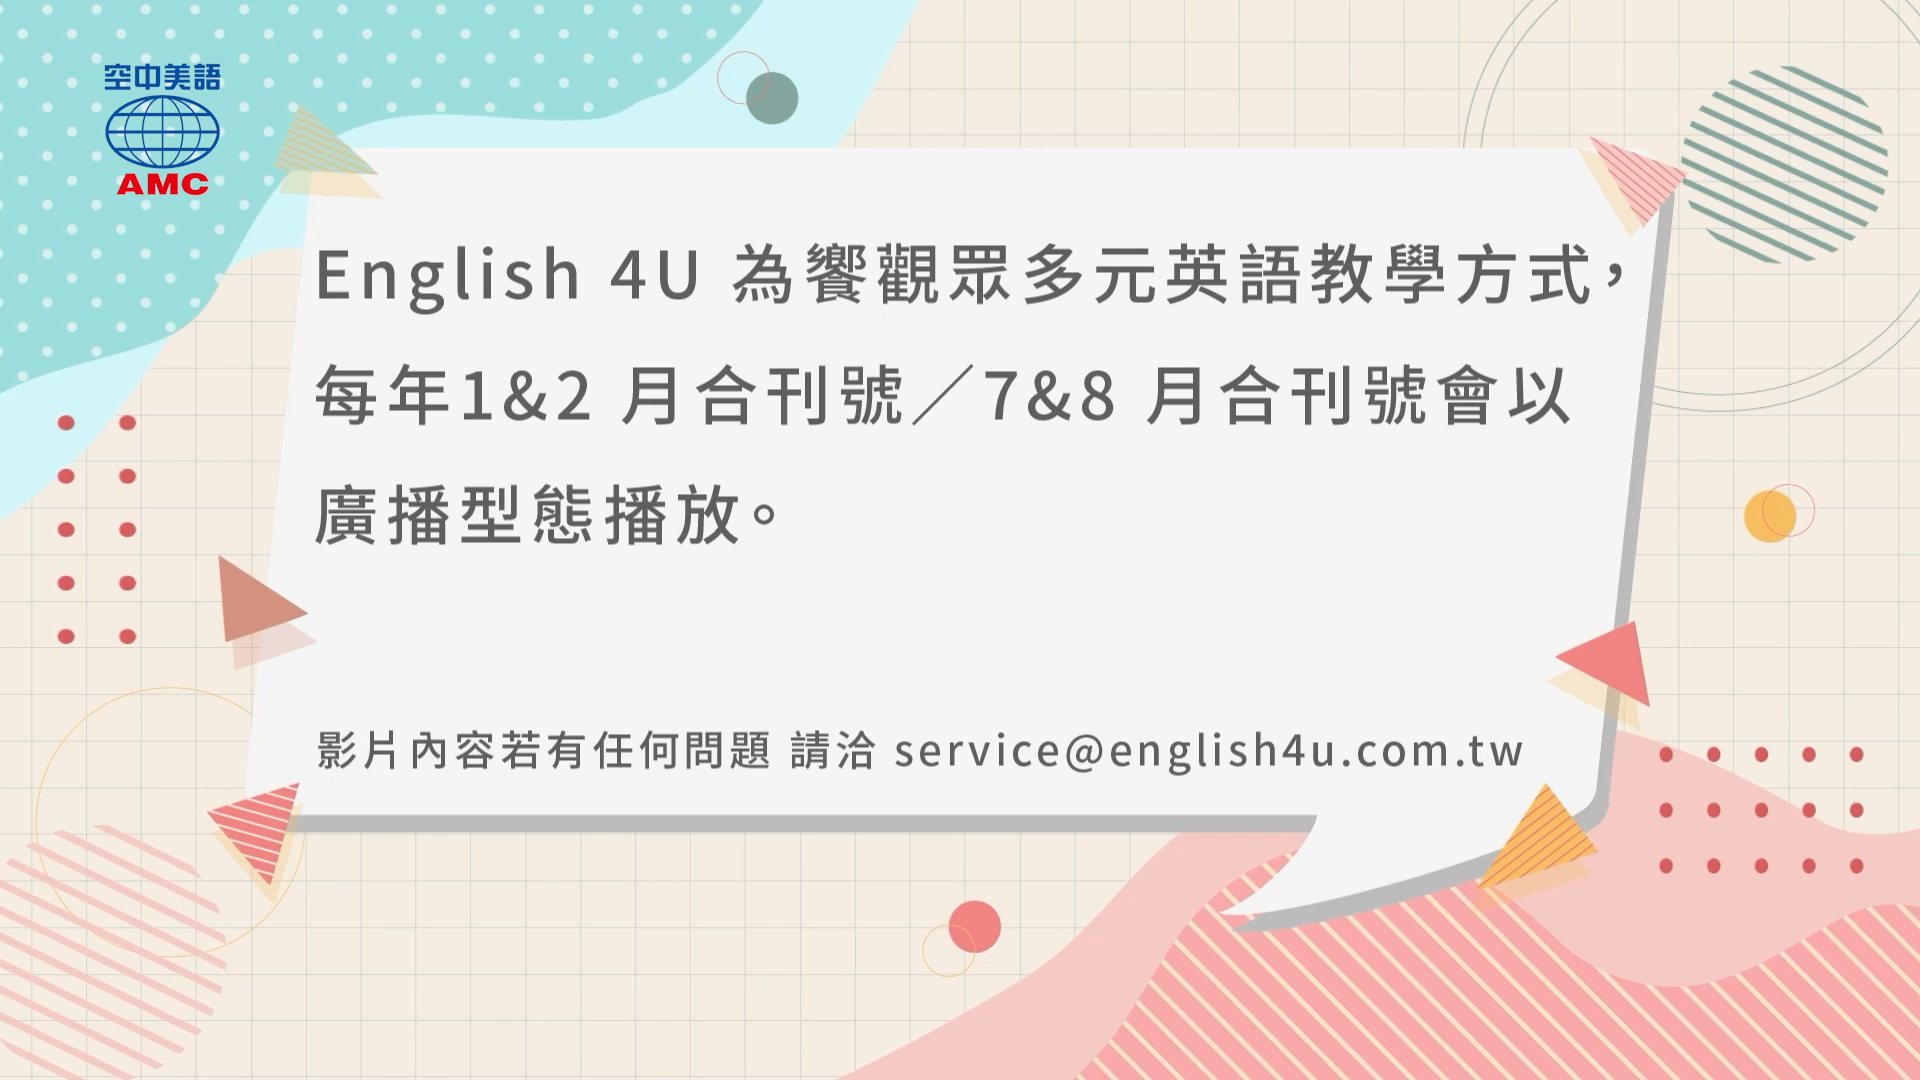 空中美語
AMC
English 4U 為饗觀眾多元英語教學方式，
每年1&2 月合刊號／7&8 月合刊號會以
廣播型態播放。
影片內容若有任何問題 請洽 service@english4u.com.tw